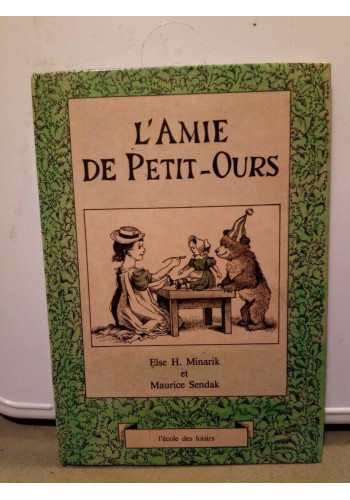 L'AMIE
DE PETIT-OURS
Else H. Minarik
et
Maurice Sendak
l'école des loisirs